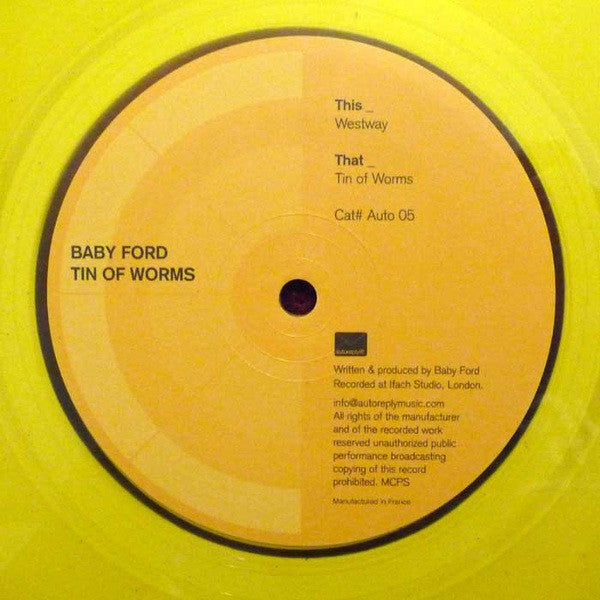 BABY FORD
TIN OF WORMS
This _
Westway
That _
Tin of Worms
Cat# Auto 05
autoreply
Written & produced by Baby Ford
Recorded at Ifach Studio, London.
info@autoreplymusic.com
All rights of the manufacturer
and of the recorded work
reserved unauthorized public
performance broadcasting
copying of this record
prohibited. MCPS
Manufactured in France